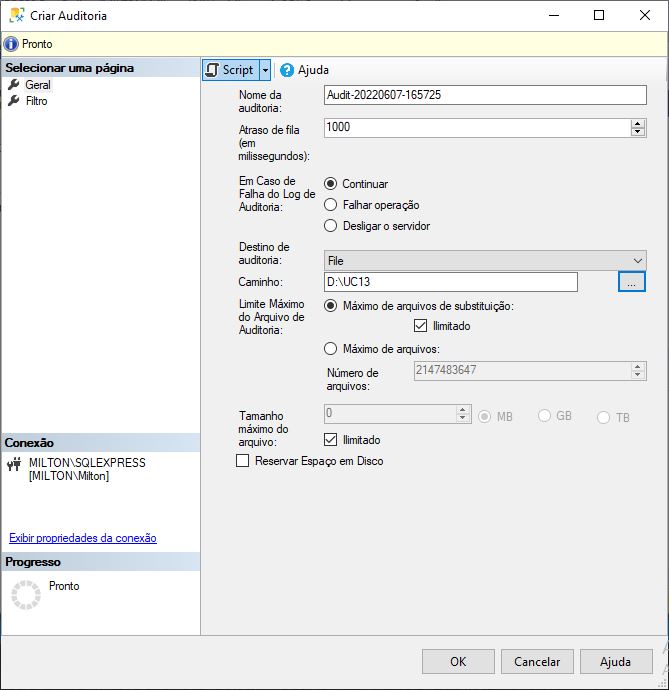 Criar Auditoria
Pronto
Selecionar uma página
Geral
Filtro
Script
Ajuda
Nome da
auditoria:
Audit-20220607-165725
Atraso de fila
(em
milissegundos):
1000
Em Caso de
Falha do Log de
Auditoria:
Continuar
Falhar operação
Desligar o servidor
Destino de
auditoria:
File
Caminho:
D:\UC13
...
Limite Máximo
do Arquivo de
Auditoria:
Máximo de arquivos de substituição:
Ilimitado
Máximo de arquivos:
Número de
arquivos:
2147483647
Tamanho
máximo do
arquivo:
0
MB
GB
TB
Ilimitado
Reservar Espaço em Disco
Conexão
MILTON\SQLEXPRESS
[MILTON\Milton]
Exibir propriedades da conexão
Progresso
Pronto
OK
Cancelar
Ajuda